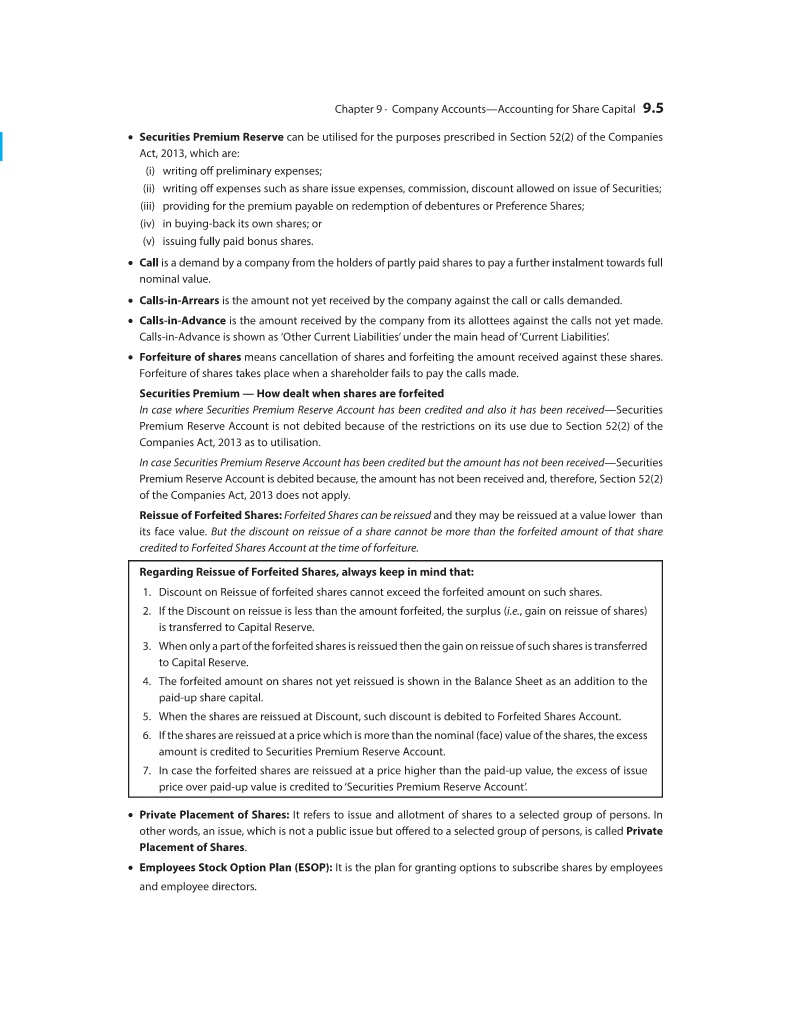 Chapter 9 · Company Accounts—Accounting for Share Capital 9.5
• Securities Premium Reserve can be utilised for the purposes prescribed in Section 52(2) of the Companies
Act, 2013, which are:
(i) writing off preliminary expenses;
(ii) writing off expenses such as share issue expenses, commission, discount allowed on issue of Securities;
(iii) providing for the premium payable on redemption of debentures or Preference Shares;
(iv) in buying-back its own shares; or
(v) issuing fully paid bonus shares.
• Call is a demand by a company from the holders of partly paid shares to pay a further instalment towards full
nominal value.
• Calls-in-Arrears is the amount not yet received by the company against the call or calls demanded.
• Calls-in-Advance is the amount received by the company from its allottees against the calls not yet made.
Calls-in-Advance is shown as 'Other Current Liabilities' under the main head of 'Current Liabilities'.
• Forfeiture of shares means cancellation of shares and forfeiting the amount received against these shares.
Forfeiture of shares takes place when a shareholder fails to pay the calls made.
Securities Premium — How dealt when shares are forfeited
In case where Securities Premium Reserve Account has been credited and also it has been received—Securities
Premium Reserve Account is not debited because of the restrictions on its use due to Section 52(2) of the
Companies Act, 2013 as to utilisation.
In case Securities Premium Reserve Account has been credited but the amount has not been received—Securities
Premium Reserve Account is debited because, the amount has not been received and, therefore, Section 52(2)
of the Companies Act, 2013 does not apply.
Reissue of Forfeited Shares: Forfeited Shares can be reissued and they may be reissued at a value lower than
its face value. But the discount on reissue of a share cannot be more than the forfeited amount of that share
credited to Forfeited Shares Account at the time of forfeiture.
Regarding Reissue of Forfeited Shares, always keep in mind that:
1. Discount on Reissue of forfeited shares cannot exceed the forfeited amount on such shares.
2. If the Discount on reissue is less than the amount forfeited, the surplus (i.e., gain on reissue of shares)
is transferred to Capital Reserve.
3. When only a part of the forfeited shares is reissued then the gain on reissue of such shares is transferred
to Capital Reserve.
4. The forfeited amount on shares not yet reissued is shown in the Balance Sheet as an addition to the
paid-up share capital.
5. When the shares are reissued at Discount, such discount is debited to Forfeited Shares Account.
6. If the shares are reissued at a price which is more than the nominal (face) value of the shares, the excess
amount is credited to Securities Premium Reserve Account.
7. In case the forfeited shares are reissued at a price higher than the paid-up value, the excess of issue
price over paid-up value is credited to 'Securities Premium Reserve Account'.
• Private Placement of Shares: It refers to issue and allotment of shares to a selected group of persons. In
other words, an issue, which is not a public issue but offered to a selected group of persons, is called Private
Placement of Shares.
• Employees Stock Option Plan (ESOP): It is the plan for granting options to subscribe shares by employees
and employee directors.